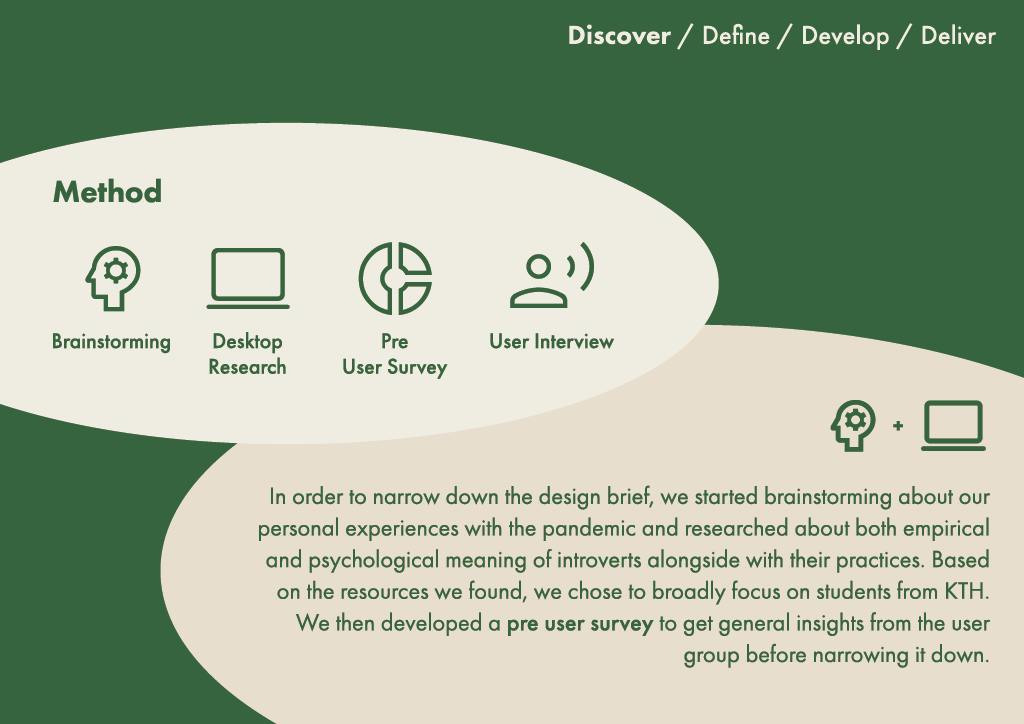 Discover / Define / Develop / Deliver
Method
Brainstorming
Desktop
Research
Pre
User Survey
User Interview
In order to narrow down the design brief, we started brainstorming about our
personal experiences with the pandemic and researched about both empirical
and psychological meaning of introverts alongside with their practices. Based
on the resources we found, we chose to broadly focus on students from KTH.
We then developed a pre user survey to get general insights from the user
group before narrowing it down.